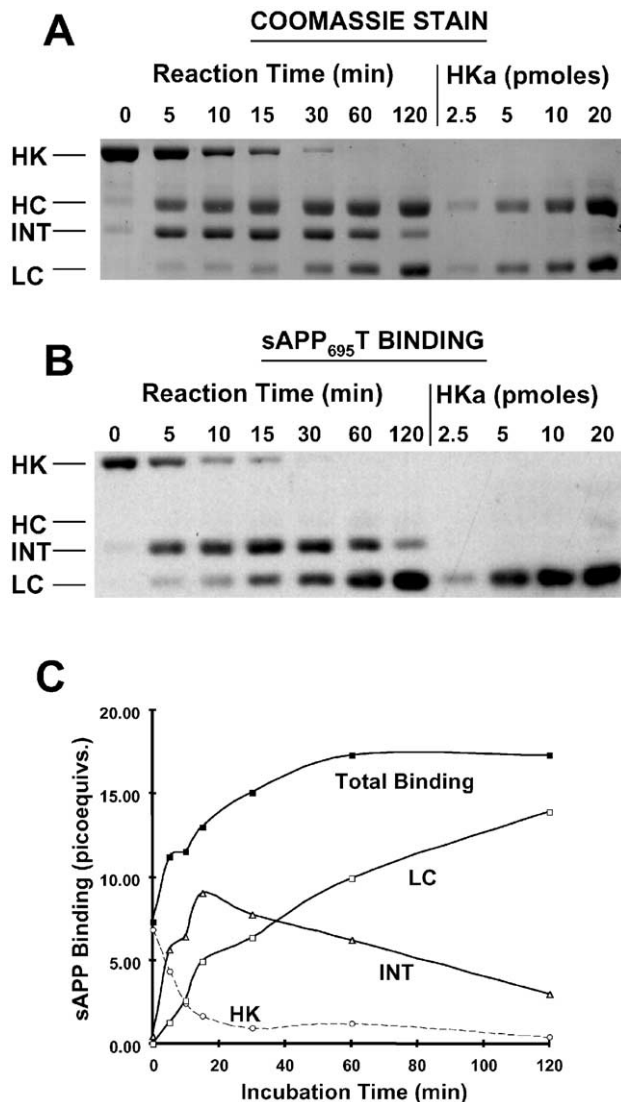 A
COOMASSIE STAIN
Reaction Time (min) HKa (pmoles)
0 5 10 15 30 60 120 2.5 5 10 20
HK
HC
INT
LC
B
sAPP695T BINDING
Reaction Time (min) HKa (pmoles)
0 5 10 15 30 60 120 2.5 5 10 20
HK
HC
INT
LC
C
sAPP Binding (picoequivs.)
20.00
15.00
10.00
5.00
0.00
Total Binding
LC
INT
HK
0 20 40 60 80 100 120
Incubation Time (min)